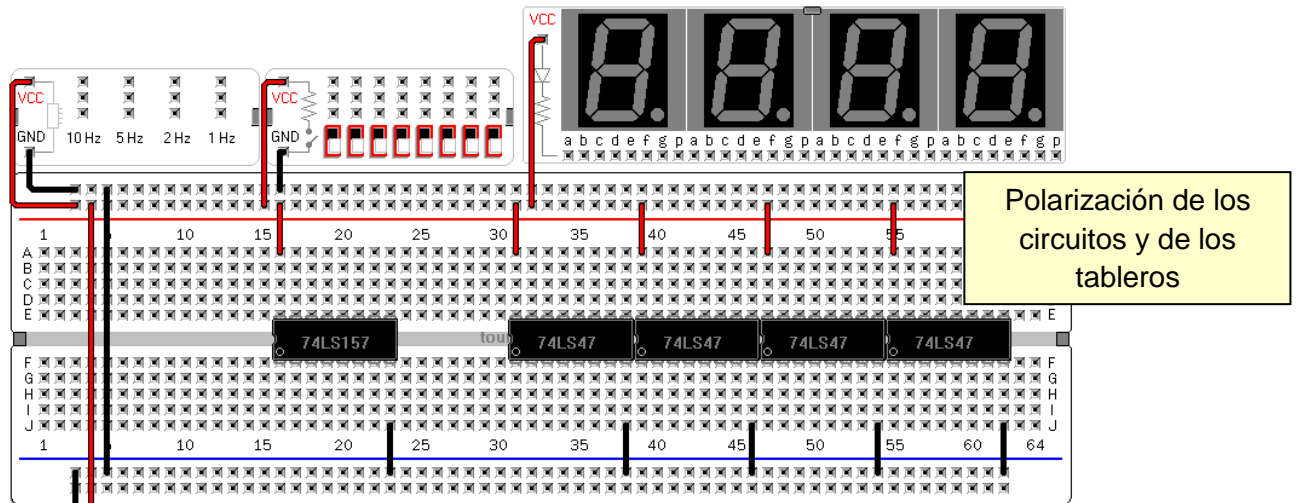 VCC
VCC
VCC
GND
10 Hz 5 Hz 2 Hz 1 Hz
GND
a b c d e f g p a b c d e f g p a b c d e f g p a b c d e f g p
Polarización de los
circuitos y de los
tableros
1 10 15 20 25 30 35 40 45 50 55
A
B
C
D
E E
74LS157 74LS47 74LS47 74LS47 74LS47
F F
G G
H H
I I
J J
1 10 15 20 25 30 35 40 45 50 55 60 64